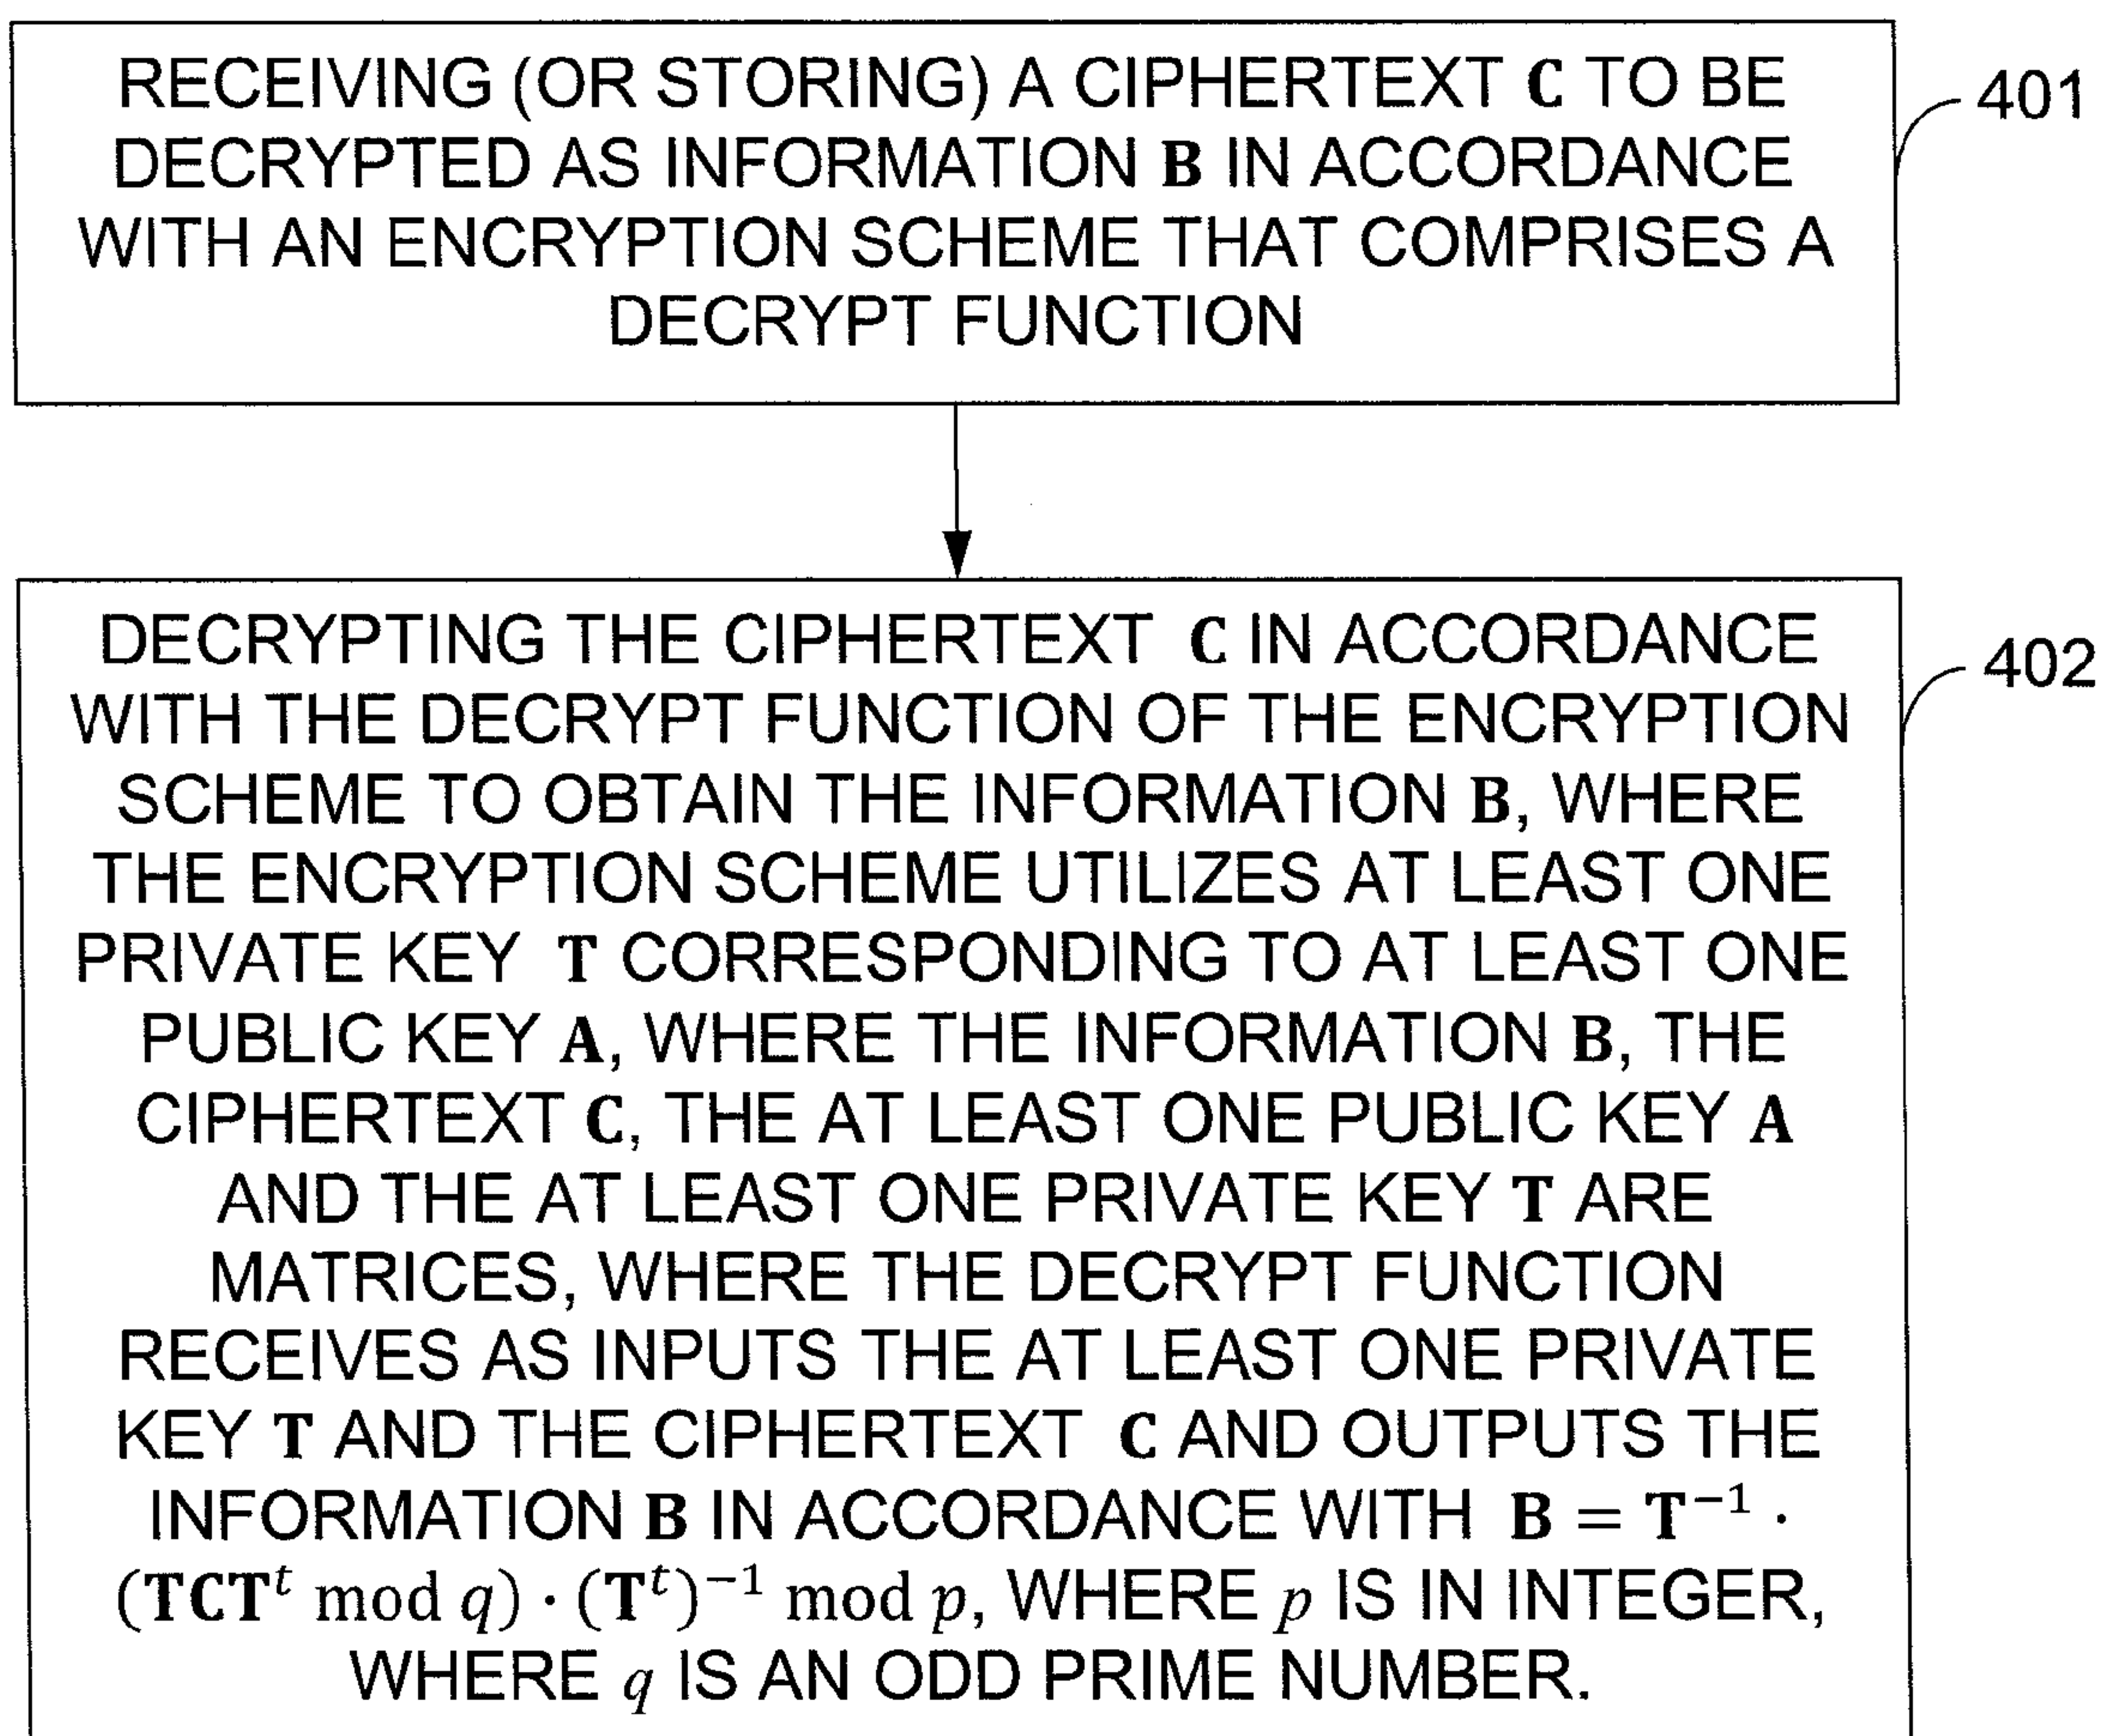 RECEIVING (OR STORING) A CIPHERTEXT C TO BE
DECRYPTED AS INFORMATION B IN ACCORDANCE
WITH AN ENCRYPTION SCHEME THAT COMPRISES A
DECRYPT FUNCTION
401
DECRYPTING THE CIPHERTEXT C IN ACCORDANCE
WITH THE DECRYPT FUNCTION OF THE ENCRYPTION
SCHEME TO OBTAIN THE INFORMATION B, WHERE
THE ENCRYPTION SCHEME UTILIZES AT LEAST ONE
PRIVATE KEY T CORRESPONDING TO AT LEAST ONE
PUBLIC KEY A, WHERE THE INFORMATION B, THE
CIPHERTEXT C, THE AT LEAST ONE PUBLIC KEY A
AND THE AT LEAST ONE PRIVATE KEY T ARE
MATRICES, WHERE THE DECRYPT FUNCTION
RECEIVES AS INPUTS THE AT LEAST ONE PRIVATE
KEY T AND THE CIPHERTEXT C AND OUTPUTS THE
INFORMATION B IN ACCORDANCE WITH B = T⁻¹ ·
(TCTᵗ mod q) · (Tᵗ)⁻¹ mod p, WHERE p IS IN INTEGER,
WHERE q IS AN ODD PRIME NUMBER.
402